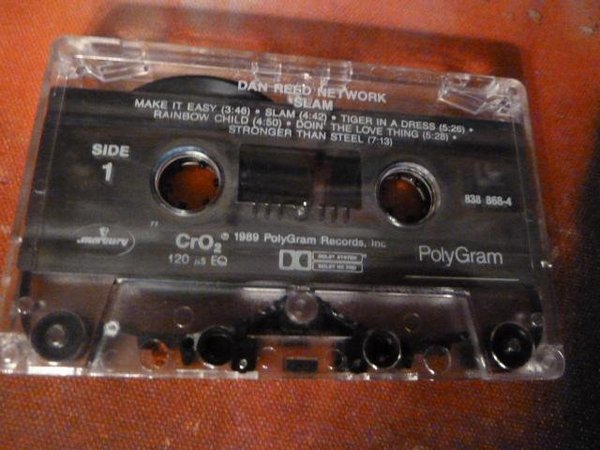 DAN REED NETWORK
SLAM
MAKE IT EASY (3:46) • SLAM (4:42) • TIGER IN A DRESS (5:26) •
RAINBOW CHILD (4:50) • DOIN' THE LOVE THING (5:28) •
STRONGER THAN STEEL (7:13)
SIDE
1
838 868-4
mercury
CrO₂
120 µs EQ
℗ 1989 PolyGram Records, Inc
DOLBY SYSTEM
PolyGram